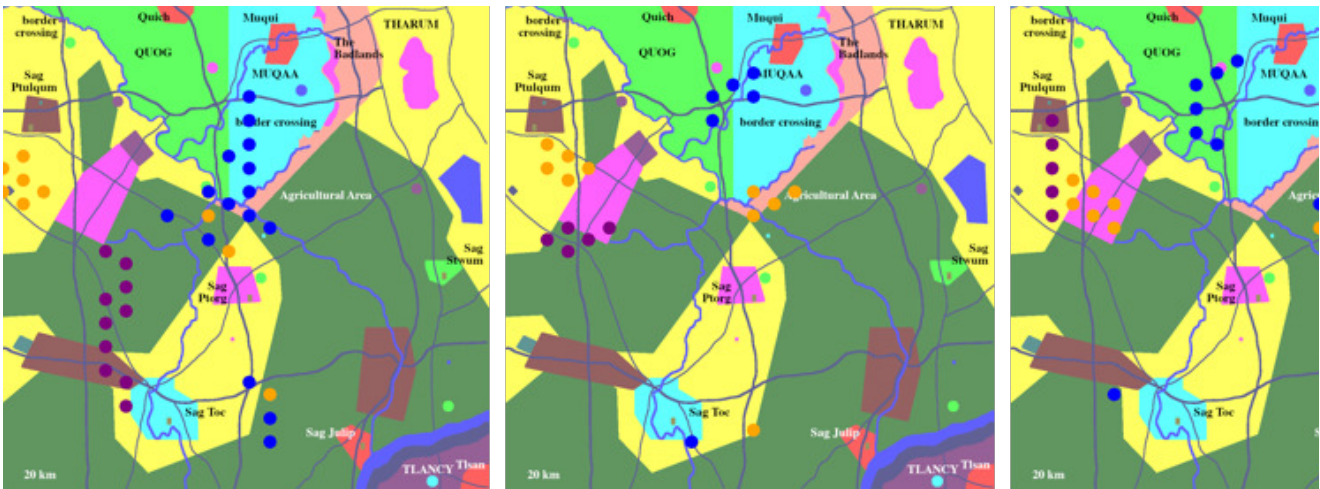 border
crossing
Quich
Muqui
THARUM
QUOG
The
Badlands
Sag
Ptulqum
MUQAA
border crossing
Agricultural Area
Sag
Stwum
Sag
Ptorg
Sag Toc
Sag Julip
20 km
TLANCY
Tlsan
border
crossing
Quich
Muqui
THARUM
QUOG
The
Badlands
Sag
Ptulqum
MUQAA
border crossing
Agricultural Area
Sag
Stwum
Sag
Ptorg
Sag Toc
Sag Julip
20 km
TLANCY
Tlsan
border
crossing
Quich
Muqui
QUOG
Sag
Ptulqum
MUQAA
border crossin
Sag
Ptorg
Sag Toc
20 km